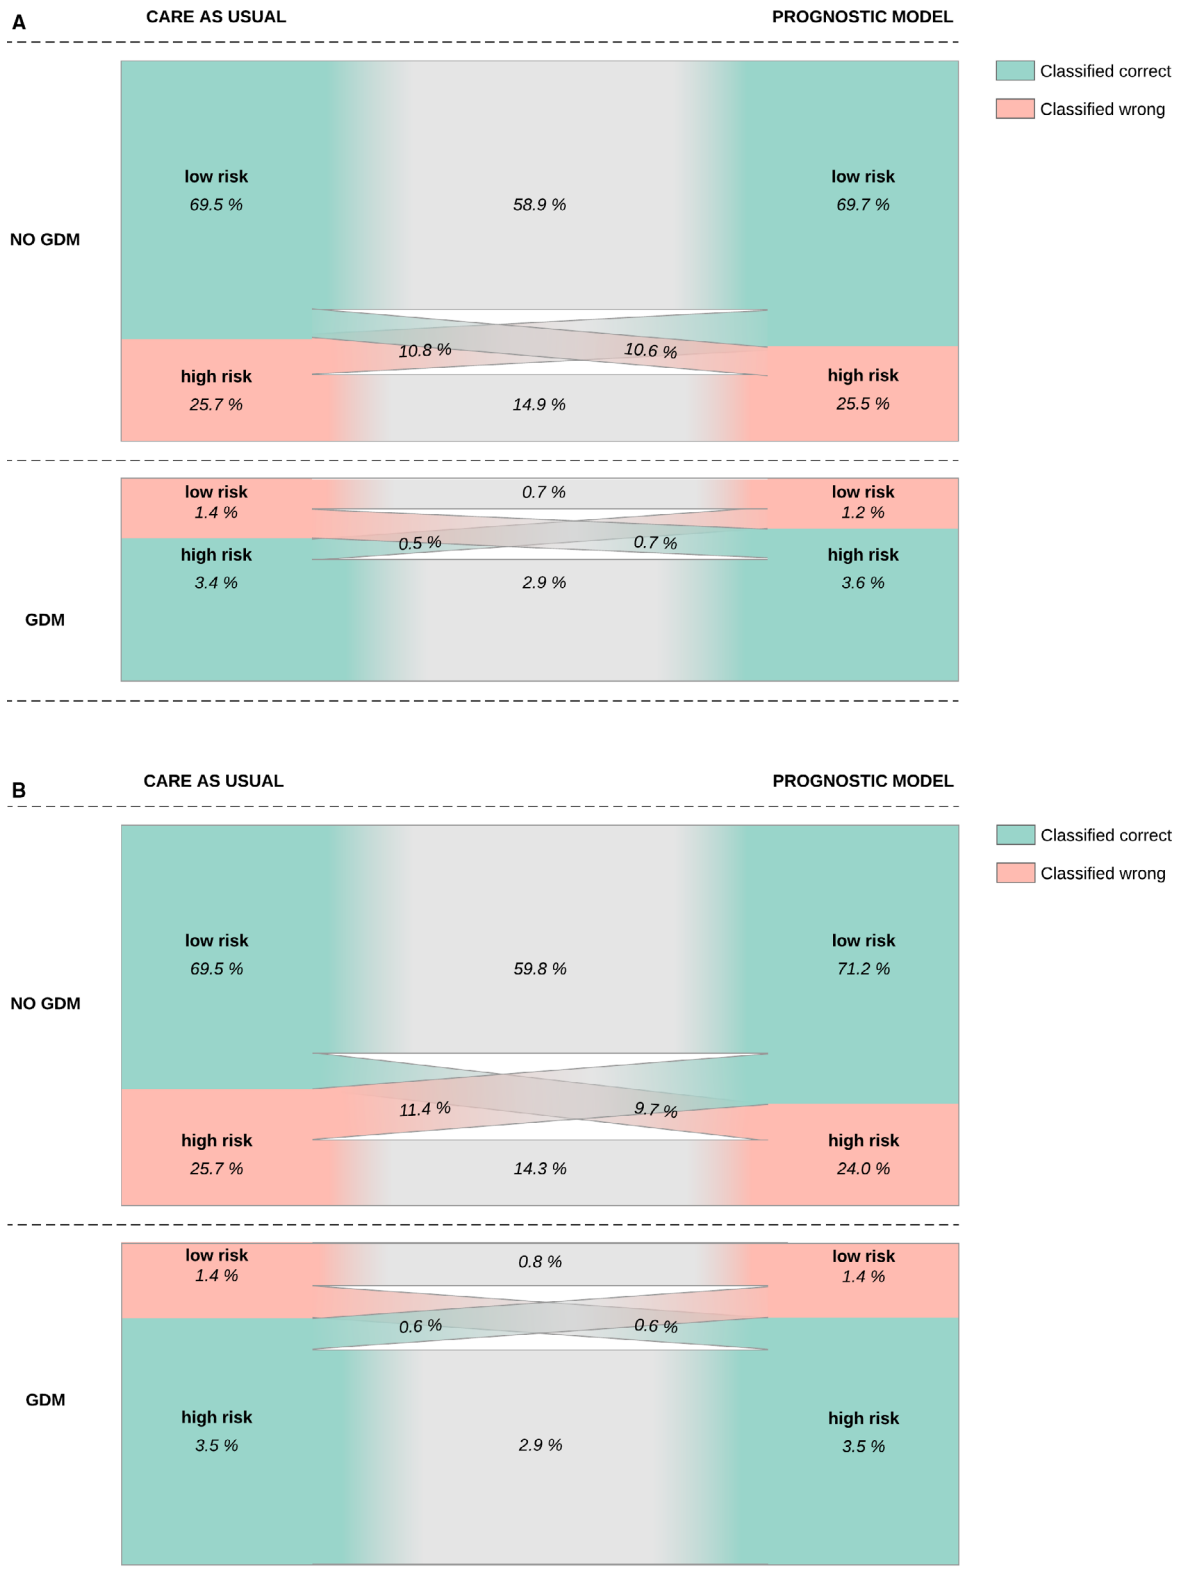 A
CARE AS USUAL
PROGNOSTIC MODEL
Classified correct
Classified wrong
NO GDM
low risk
69.5 %
58.9 %
low risk
69.7 %
10.8 %
10.6 %
high risk
25.7 %
14.9 %
high risk
25.5 %
GDM
low risk
1.4 %
0.7 %
low risk
1.2 %
0.5 %
0.7 %
high risk
3.4 %
2.9 %
high risk
3.6 %
B
CARE AS USUAL
PROGNOSTIC MODEL
Classified correct
Classified wrong
NO GDM
low risk
69.5 %
59.8 %
low risk
71.2 %
11.4 %
9.7 %
high risk
25.7 %
14.3 %
high risk
24.0 %
GDM
low risk
1.4 %
0.8 %
low risk
1.4 %
0.6 %
0.6 %
high risk
3.5 %
2.9 %
high risk
3.5 %